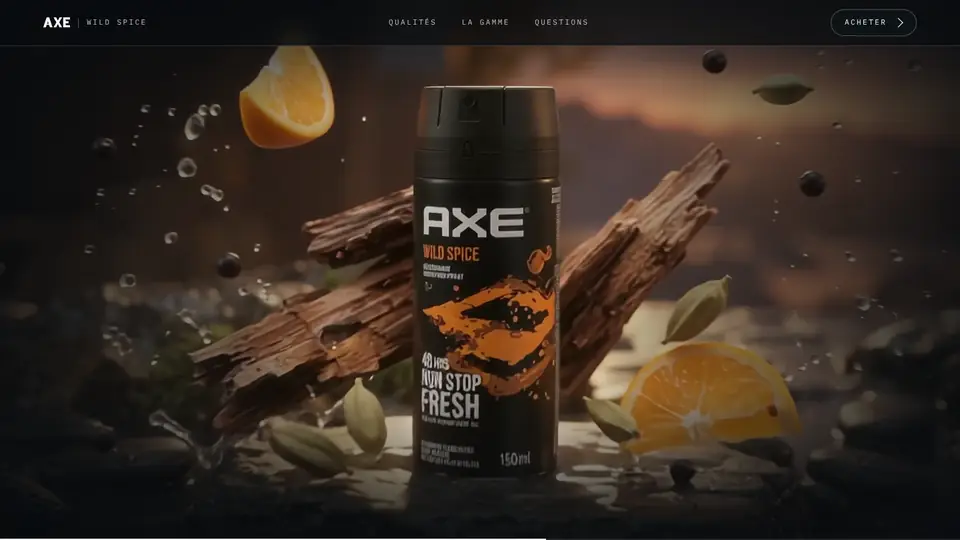 AXE | WILD SPICE
QUALITÉS
LA GAMME
QUESTIONS
ACHETER
AXE
WILD SPICE
48 HRS
NON STOP
FRESH
150ml